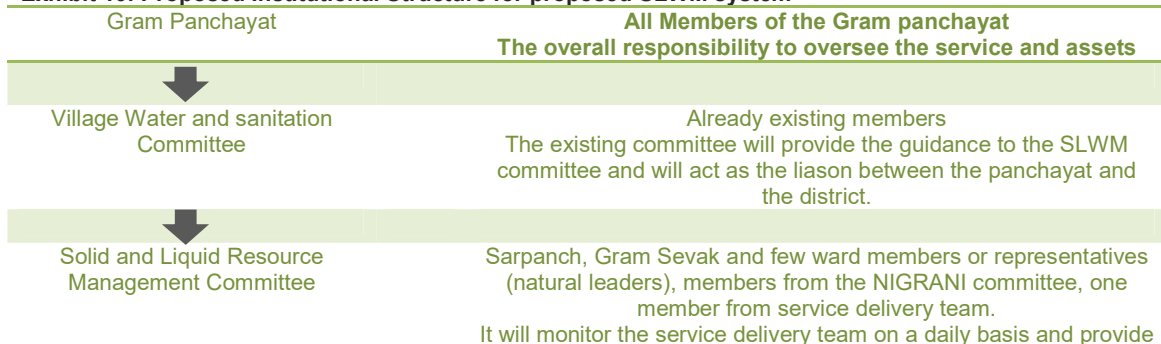 Gram Panchayat
All Members of the Gram panchayat
The overall responsibility to oversee the service and assets
Village Water and sanitation
Committee
Already existing members
The existing committee will provide the guidance to the SLWM
committee and will act as the liason between the panchayat and
the district.
Solid and Liquid Resource
Management Committee
Sarpanch, Gram Sevak and few ward members or representatives
(natural leaders), members from the NIGRANI committee, one
member from service delivery team.
It will monitor the service delivery team on a daily basis and provide